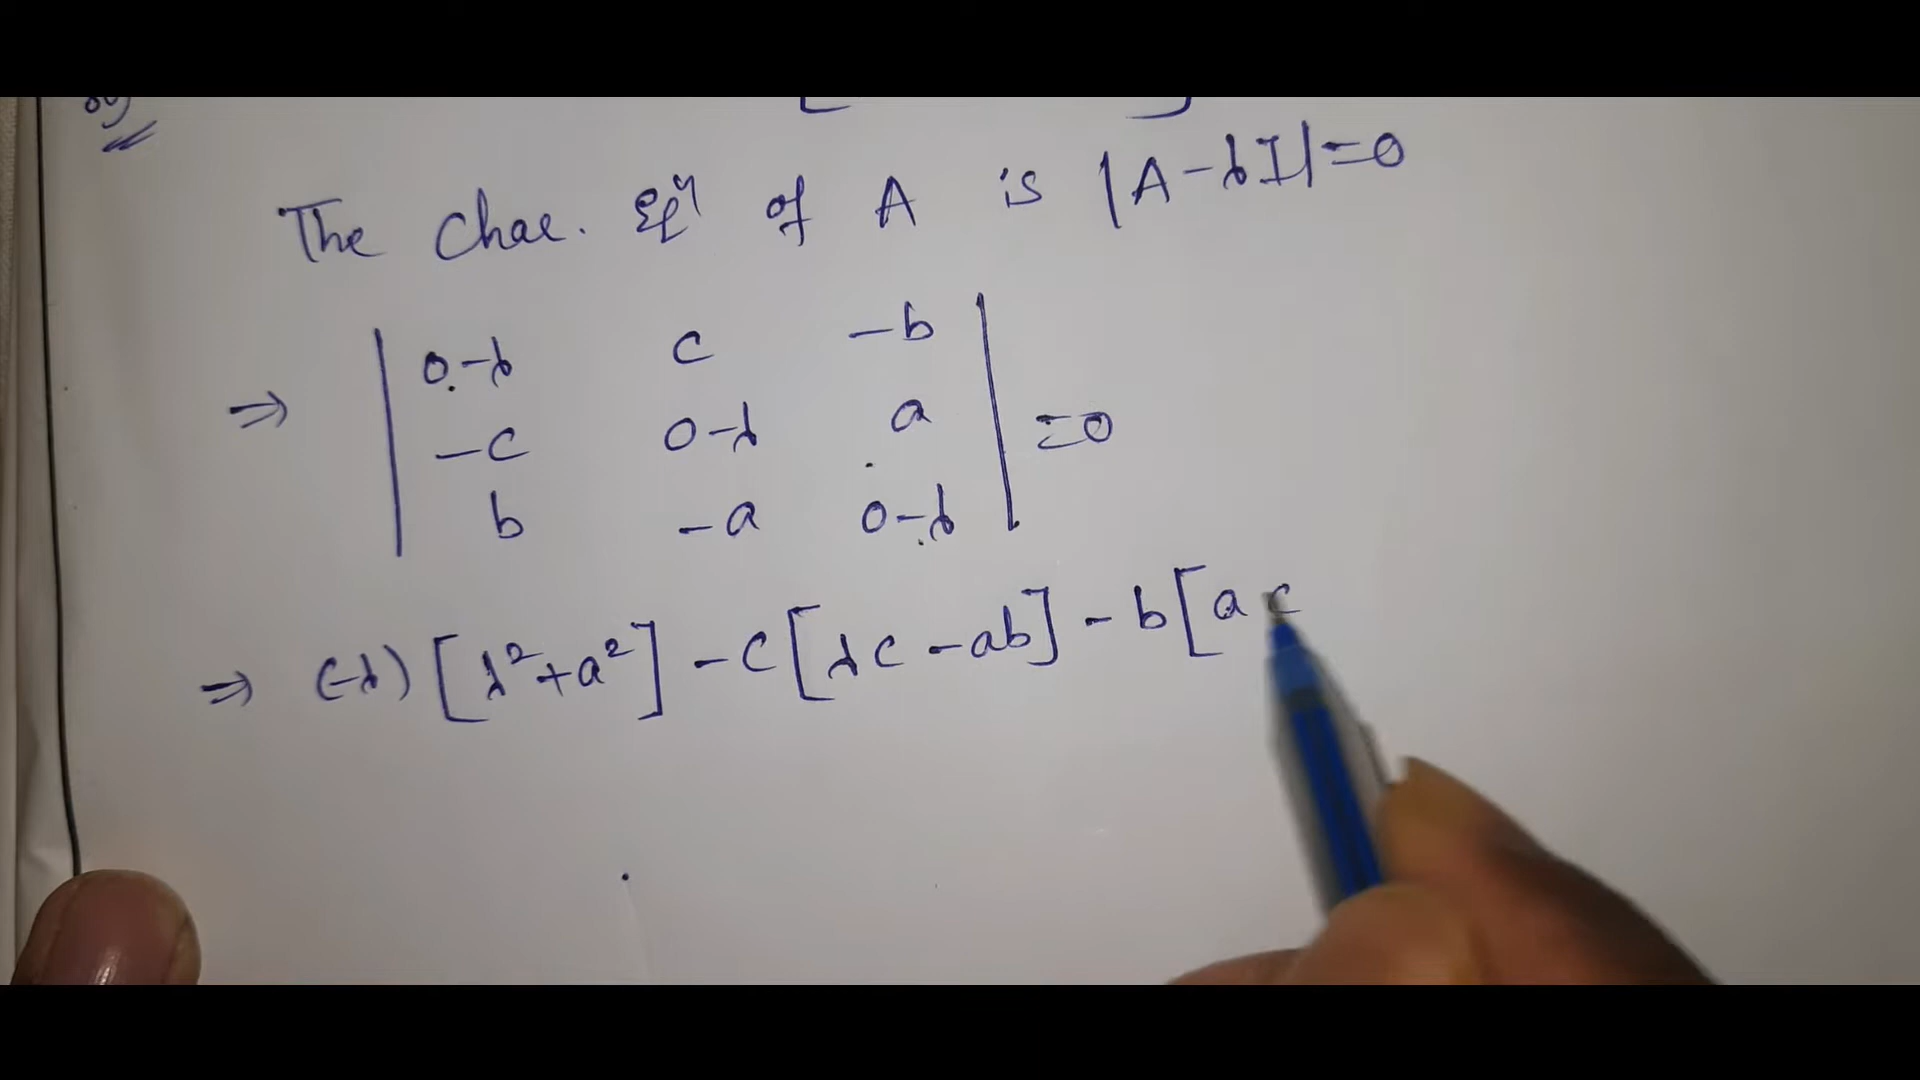 The Char. Eqn of A is |A-λI|=0
⇒ | 0-λ c -b |
| -c 0-λ a | =0
| b -a 0-λ |
⇒ (-λ) [λ²+a²] - c [λc - ab] - b [ac